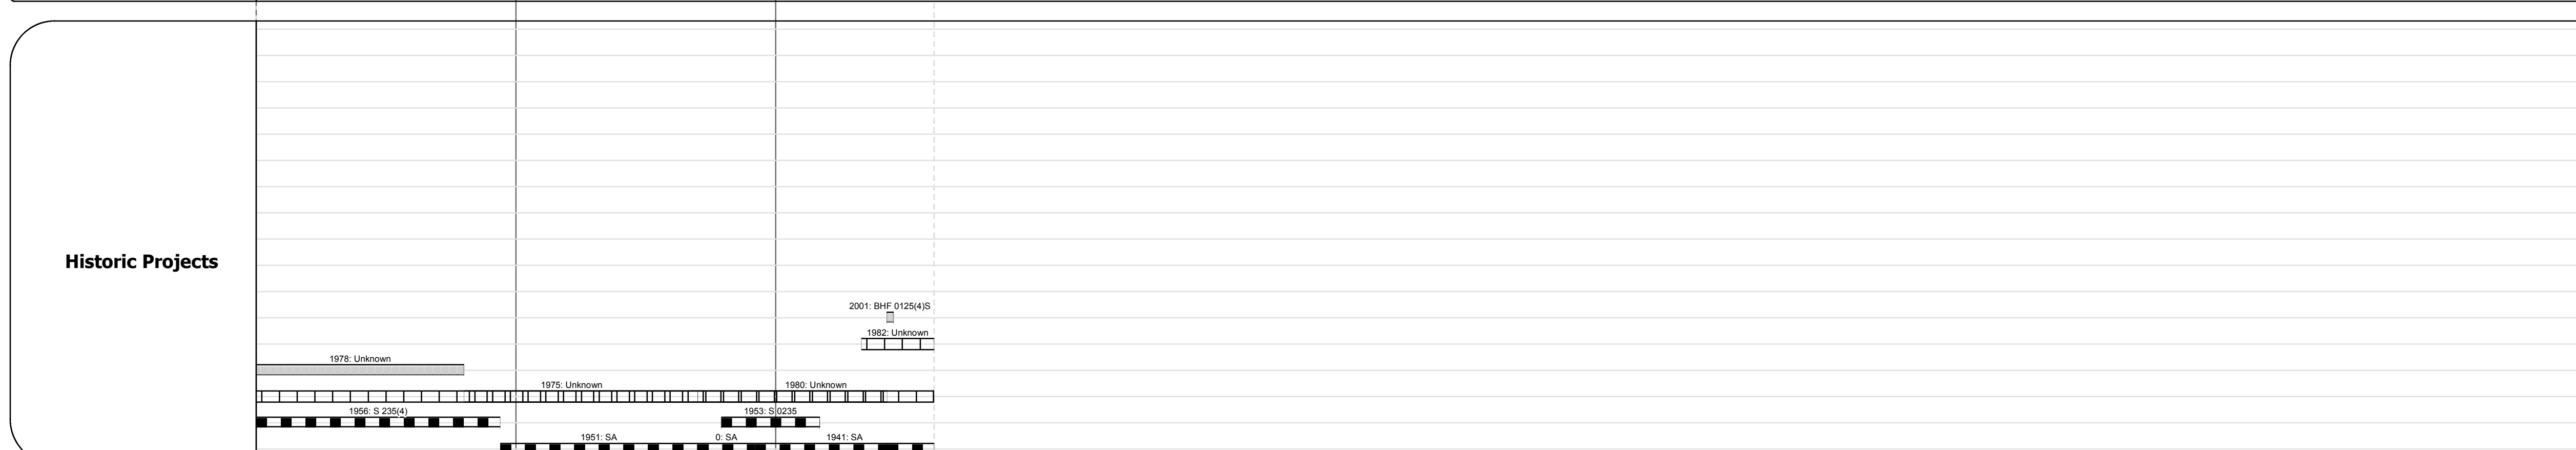 Historic Projects
2001: BHF 0125(4)S
1982: Unknown
1978: Unknown
1975: Unknown 1980: Unknown
1956: S 235(4) 1953: S 0235
1951: SA 0: SA 1941: SA